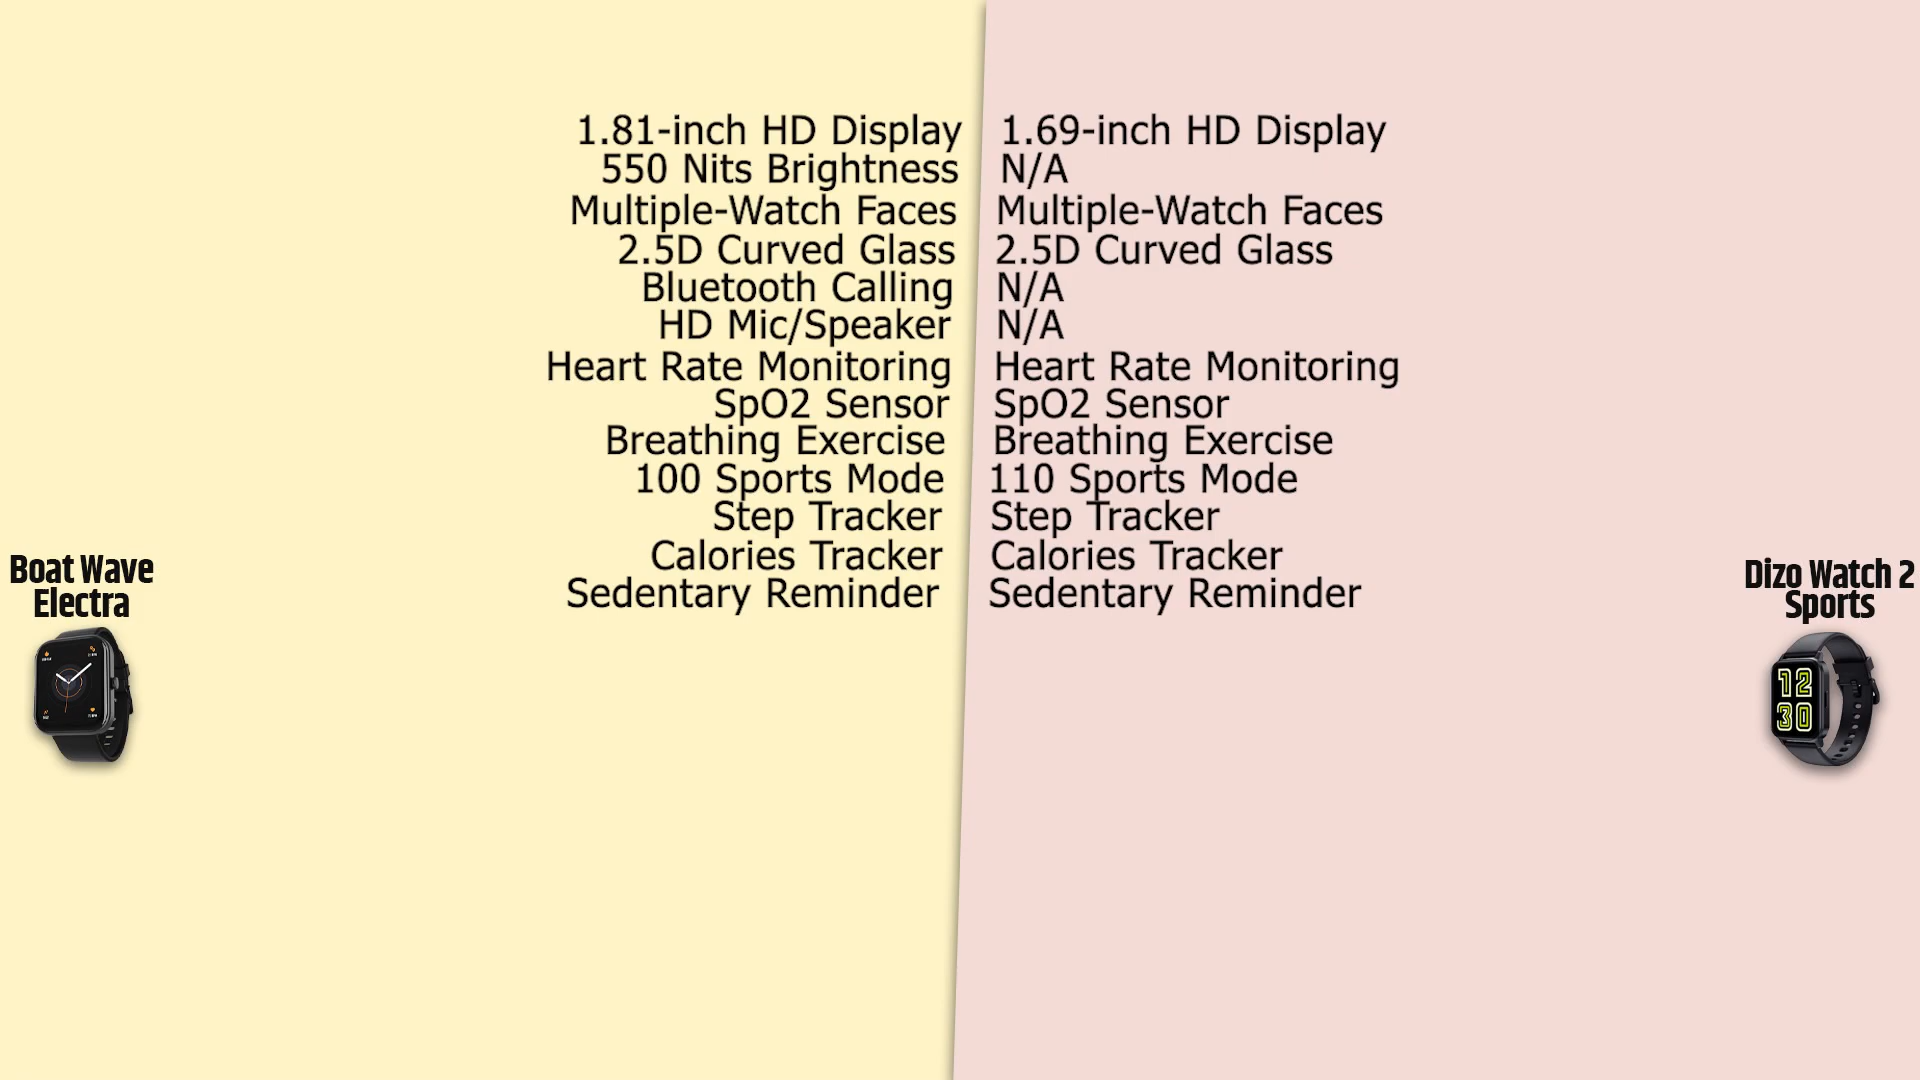 1.81-inch HD Display
550 Nits Brightness
Multiple-Watch Faces
2.5D Curved Glass
Bluetooth Calling
HD Mic/Speaker
Heart Rate Monitoring
SpO2 Sensor
Breathing Exercise
100 Sports Mode
Step Tracker
Calories Tracker
Sedentary Reminder
1.69-inch HD Display
N/A
Multiple-Watch Faces
2.5D Curved Glass
N/A
N/A
Heart Rate Monitoring
SpO2 Sensor
Breathing Exercise
110 Sports Mode
Step Tracker
Calories Tracker
Sedentary Reminder
Boat Wave
Electra
Dizo Watch 2
Sports
12
30